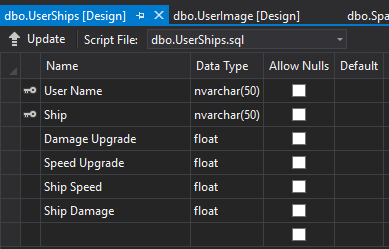 dbo.UserShips [Design] dbo.UserImage [Design] dbo.Spa
Update Script File: dbo.UserShips.sql
Name Data Type Allow Nulls Default
User Name nvarchar(50)
Ship nvarchar(50)
Damage Upgrade float
Speed Upgrade float
Ship Speed float
Ship Damage float